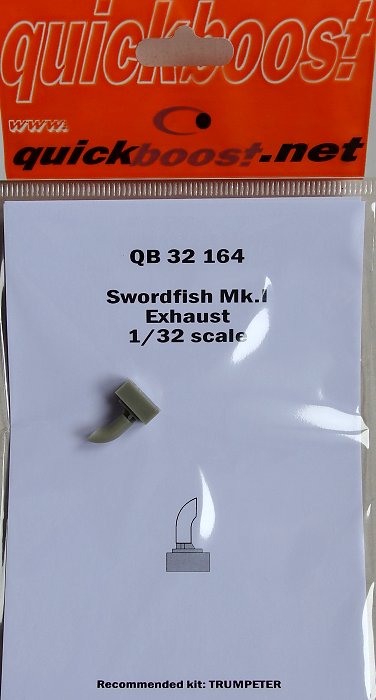 quickboost
www.
quickboost.net
QB 32 164
Swordfish Mk.I
Exhaust
1/32 scale
Recommended kit: TRUMPETER